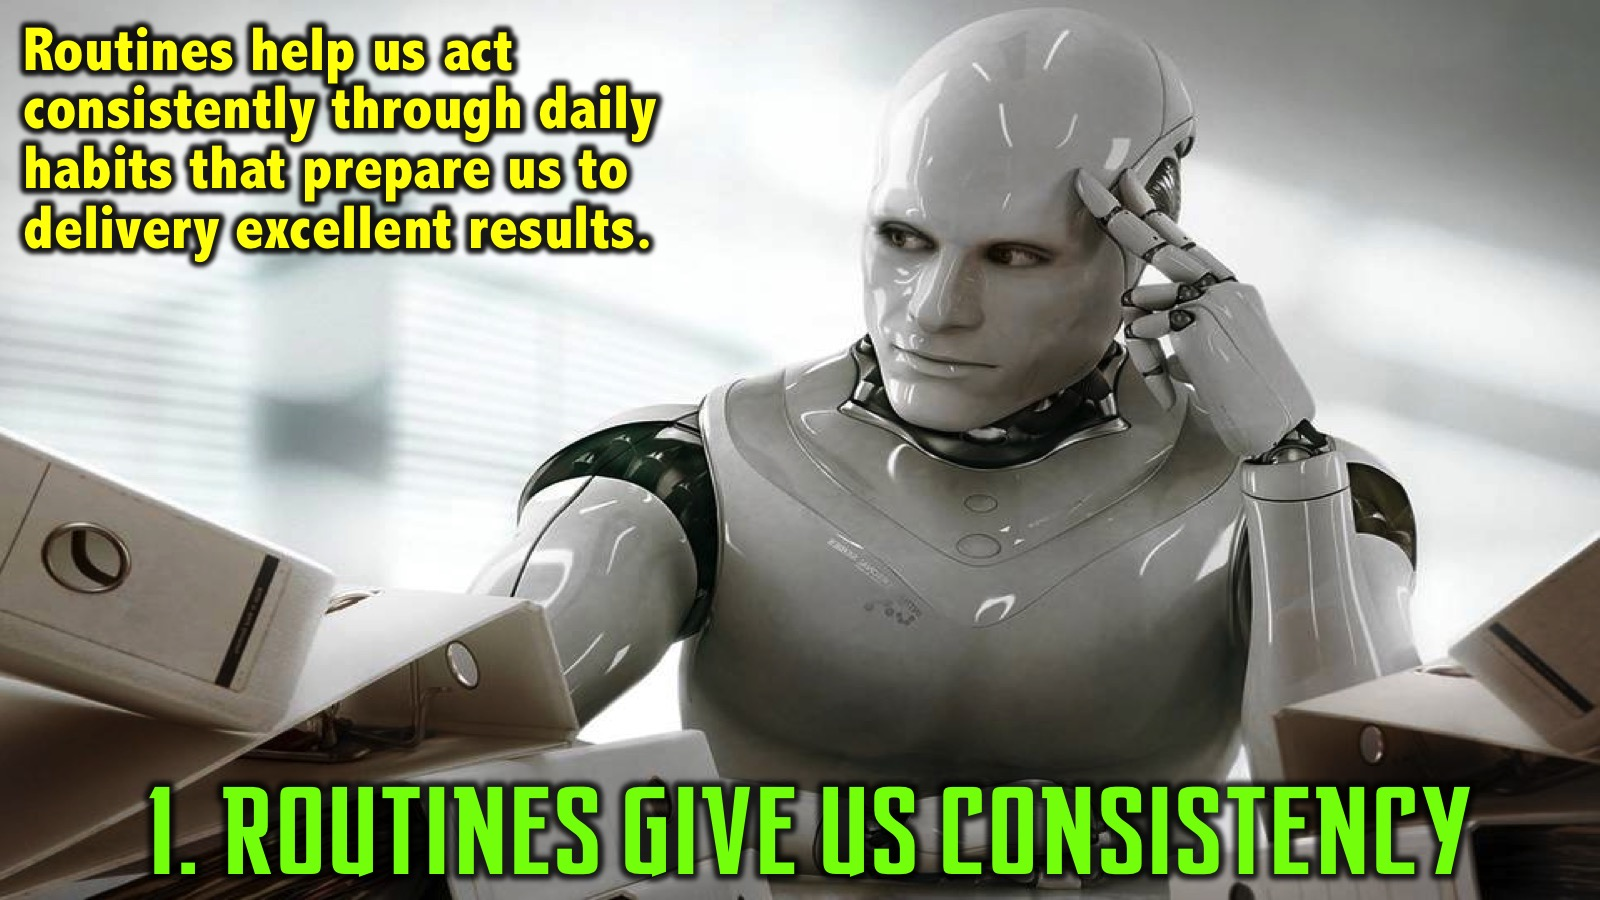 Routines help us act
consistently through daily
habits that prepare us to
delivery excellent results.
1. ROUTINES GIVE US CONSISTENCY